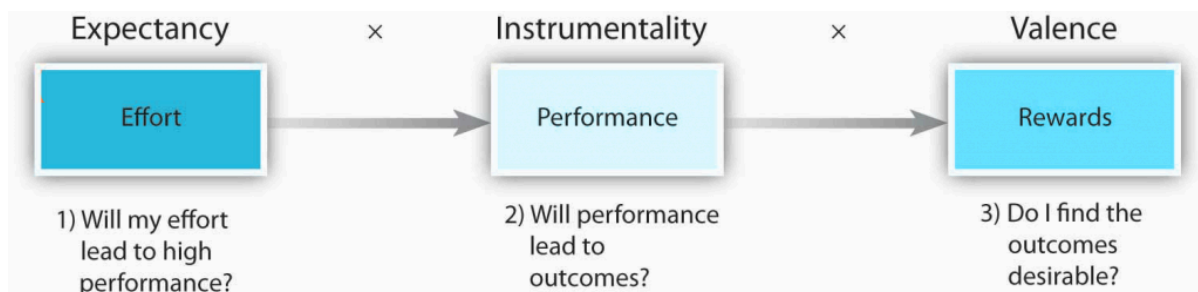 Expectancy × Instrumentality × Valence
Effort
Performance
Rewards
1) Will my effort
lead to high
performance?
2) Will performance
lead to
outcomes?
3) Do I find the
outcomes
desirable?